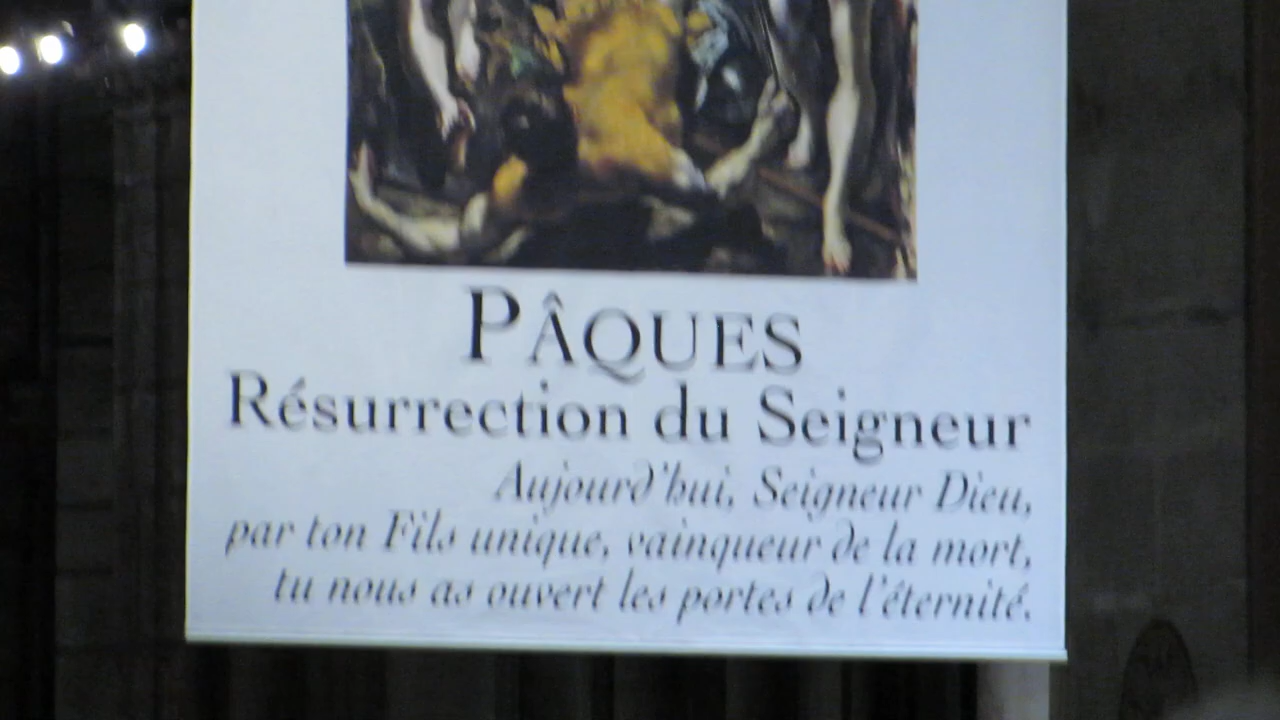 PÂQUES
Résurrection du Seigneur
Aujourd'hui, Seigneur Dieu,
par ton Fils unique, vainqueur de la mort,
tu nous as ouvert les portes de l'éternité.